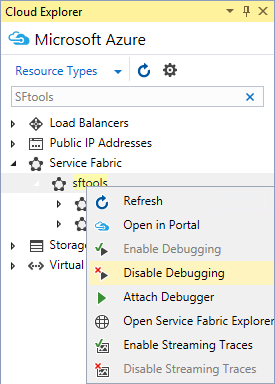 Cloud Explorer
Microsoft Azure
Resource Types
SFtools
Load Balancers
Public IP Addresses
Service Fabric
sftools
Refresh
Open in Portal
Enable Debugging
Disable Debugging
Attach Debugger
Open Service Fabric Explorer
Enable Streaming Traces
Disable Streaming Traces
Storag
Virtual